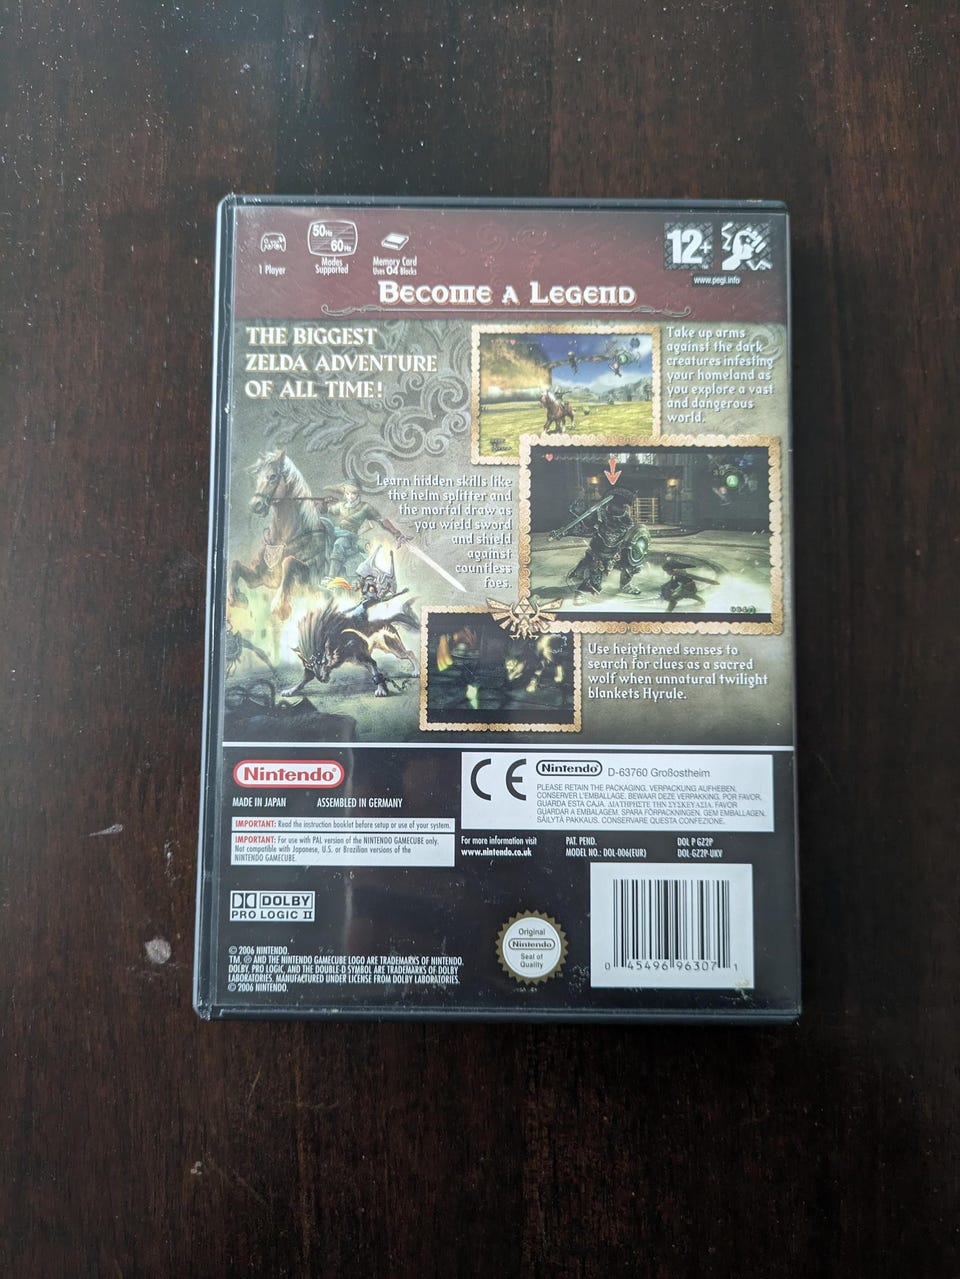 50Hz
60Hz
1 Player
Modes
Supported
Memory Card
Uses 04 Blocks
12+
www.pegi.info
Become a Legend
THE BIGGEST
ZELDA ADVENTURE
OF ALL TIME!
Take up arms
against the dark
creatures infesting
your homeland as
you explore a vast
and dangerous
world.
Learn hidden skills like
the helm splitter and
the mortal draw as
you wield sword
and shield
against
countless
foes.
Use heightened senses to
search for clues as a sacred
wolf when unnatural twilight
blankets Hyrule.
Nintendo®
MADE IN JAPAN ASSEMBLED IN GERMANY
IMPORTANT: Read the instruction booklet before setup or use of your system.
IMPORTANT: For use with PAL version of the NINTENDO GAMECUBE only.
Not compatible with Japanese, U.S. or Brazilian versions of the
NINTENDO GAMECUBE.
CE
Nintendo® D-63760 Großostheim
PLEASE RETAIN THE PACKAGING. VERPACKUNG AUFHEBEN.
CONSERVER L'EMBALLAGE. BEWAAR DEZE VERPAKKING. POR FAVOR,
GUARDA ESTA CAJA. ΔΙΑΤΗΡΗΣΤΕ ΤΗΝ ΣΥΣΚΕΥΑΣΙΑ. FAVOR
GUARDAR A EMBALAGEM. SPARA FÖRPACKNINGEN. GEM EMBALLAGEN.
SÄILYTÄ PAKKAUS. CONSERVARE QUESTA CONFEZIONE.
For more information visit
www.nintendo.co.uk
PAT. PEND.
MODEL NO.: DOL-006(EUR)
DOL P GZ2P
DOL-GZ2P-UKV
DOLBY
PRO LOGIC II
© 2006 NINTENDO.
TM, ® AND THE NINTENDO GAMECUBE LOGO ARE TRADEMARKS OF NINTENDO.
DOLBY, PRO LOGIC, AND THE DOUBLE-D SYMBOL ARE TRADEMARKS OF DOLBY
LABORATORIES. MANUFACTURED UNDER LICENSE FROM DOLBY LABORATORIES.
© 2006 NINTENDO.
Original
Nintendo
Seal of
Quality
0 45496 96307 1